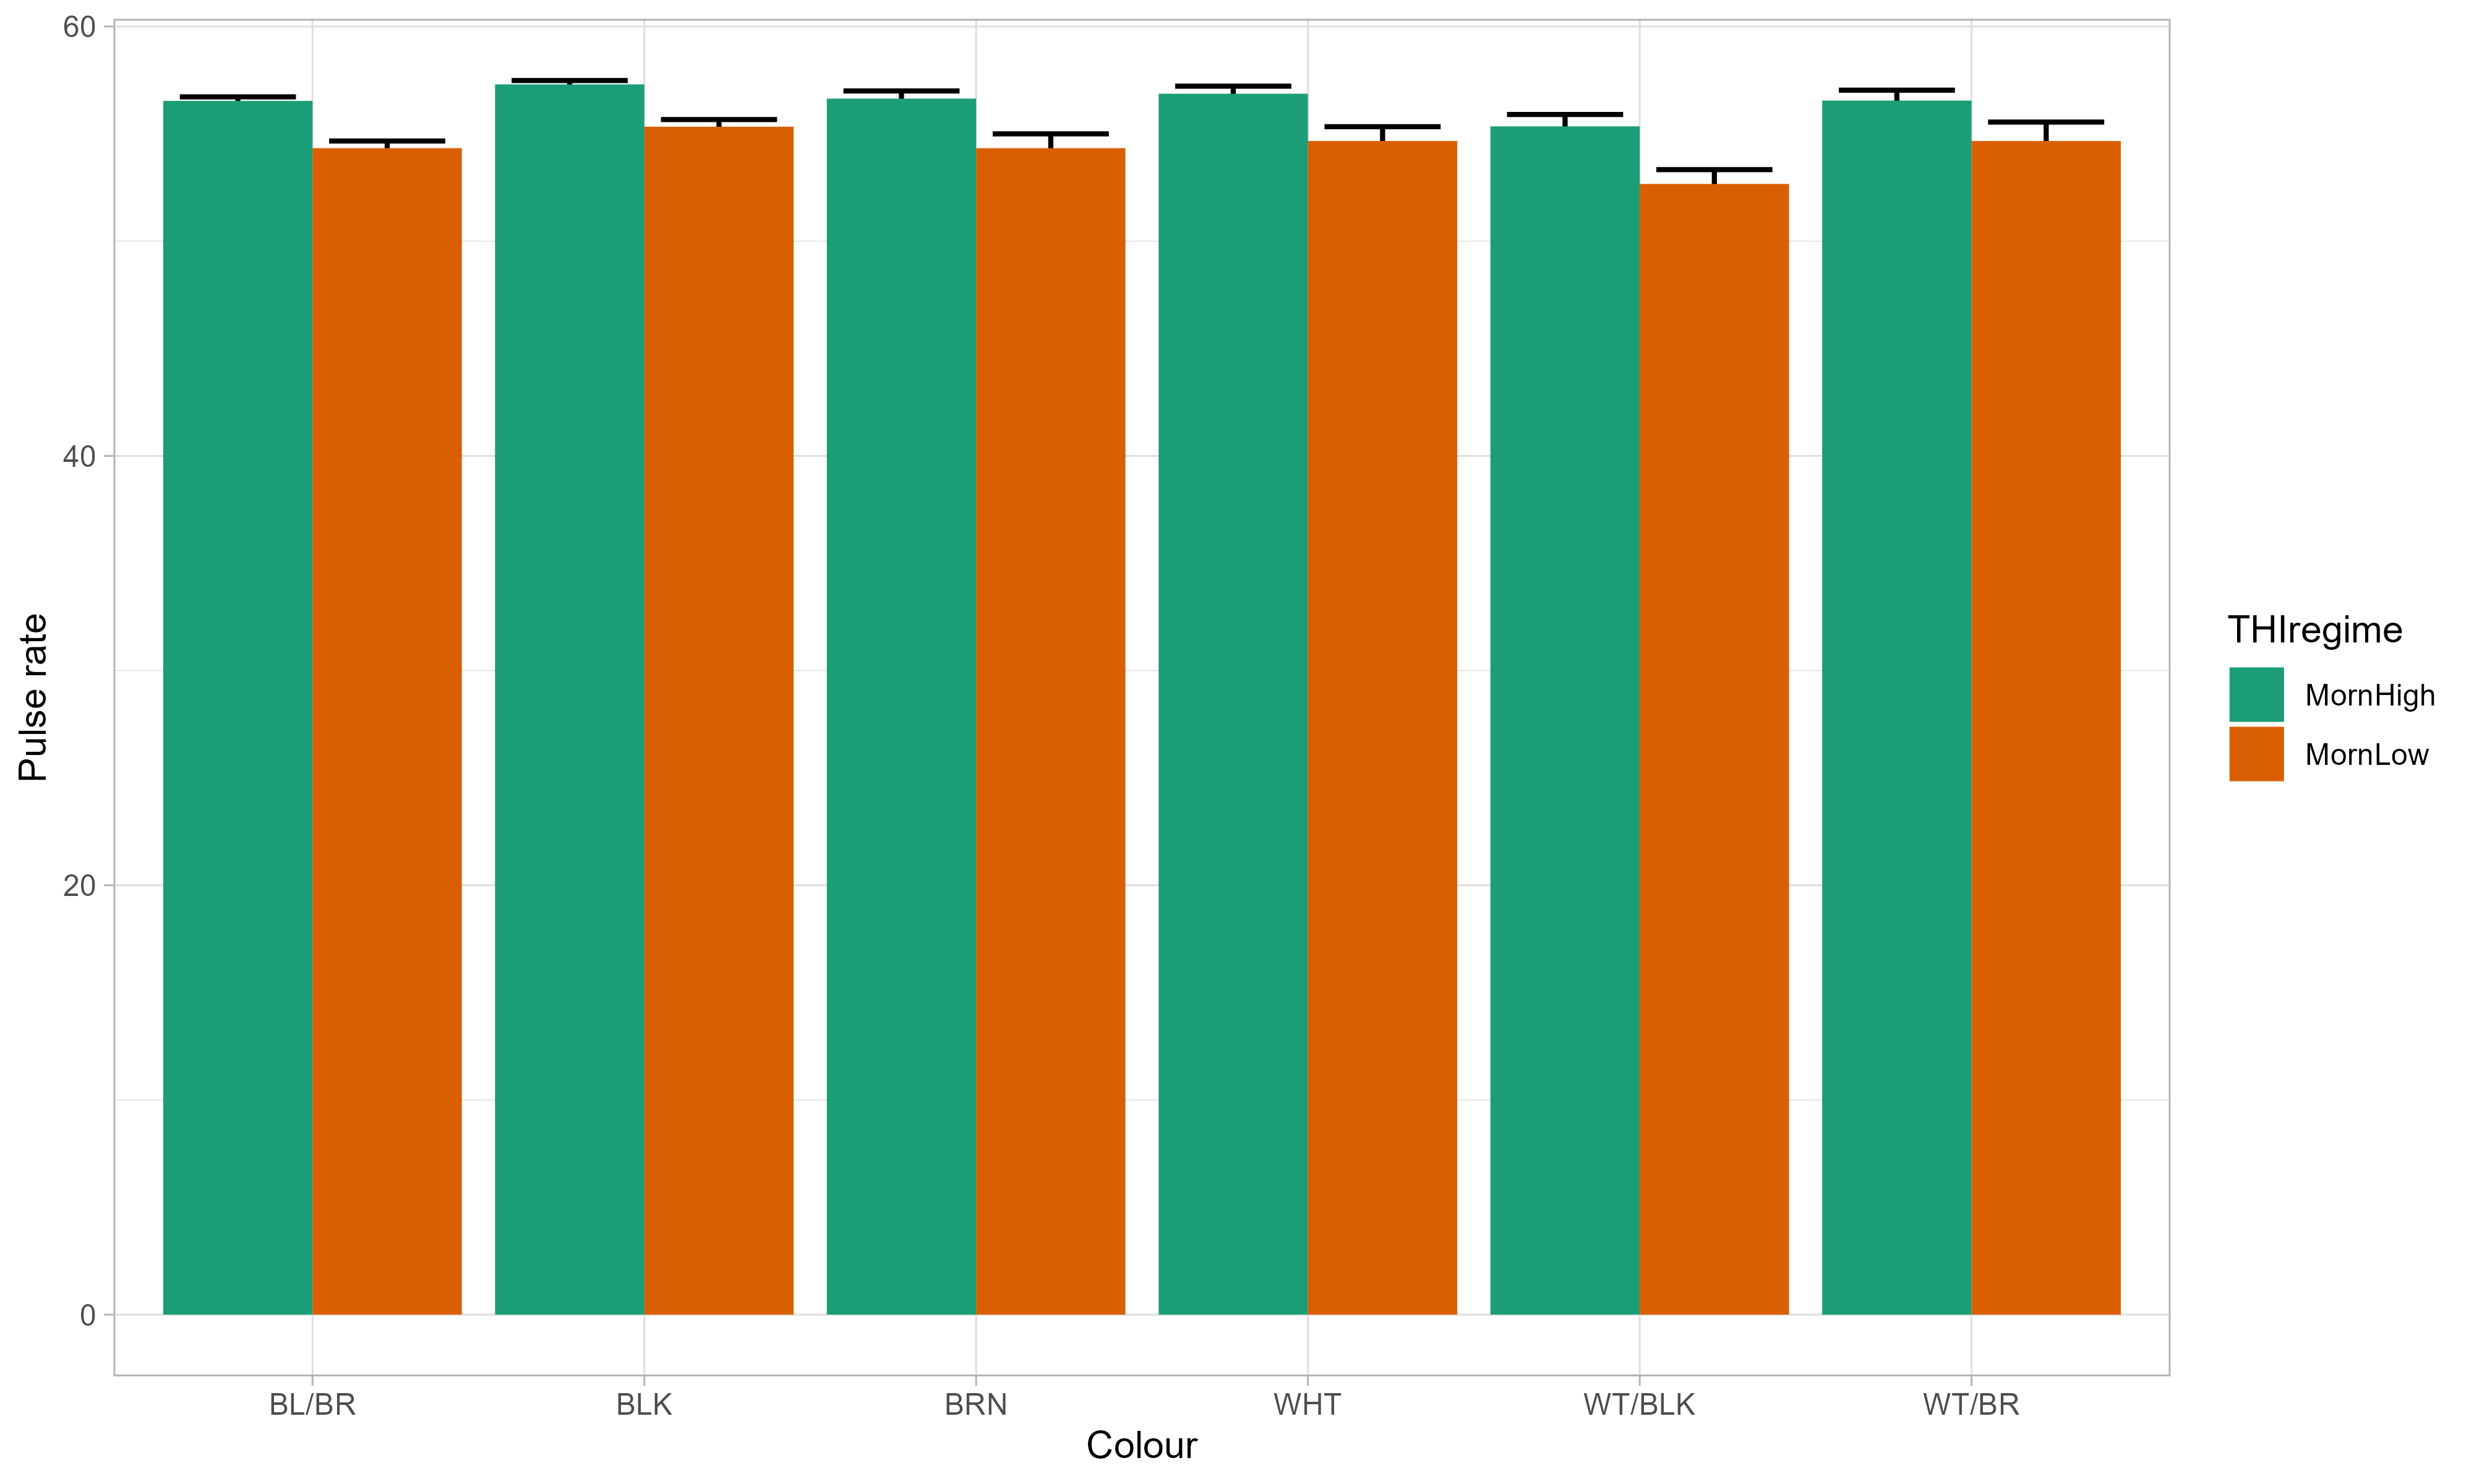 60
40
20
0
Pulse rate
BL/BR BLK BRN WHT WT/BLK WT/BR
Colour
THIregime
MornHigh
MornLow